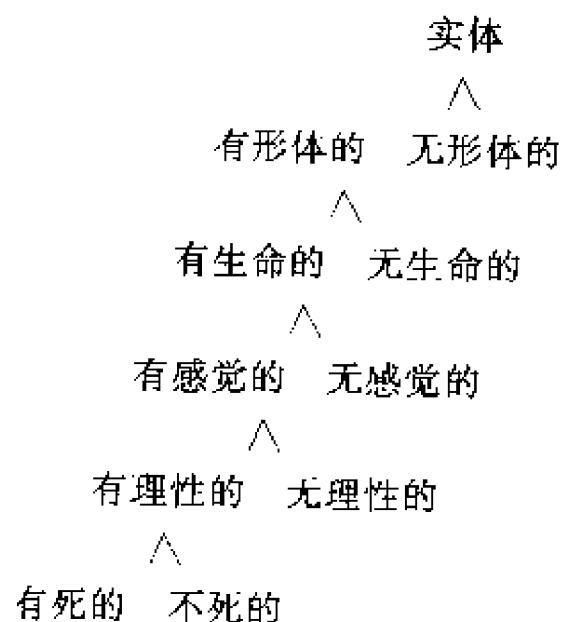 实体
有形体的 无形体的
有生命的 无生命的
有感觉的 无感觉的
有理性的 无理性的
有死的 不死的